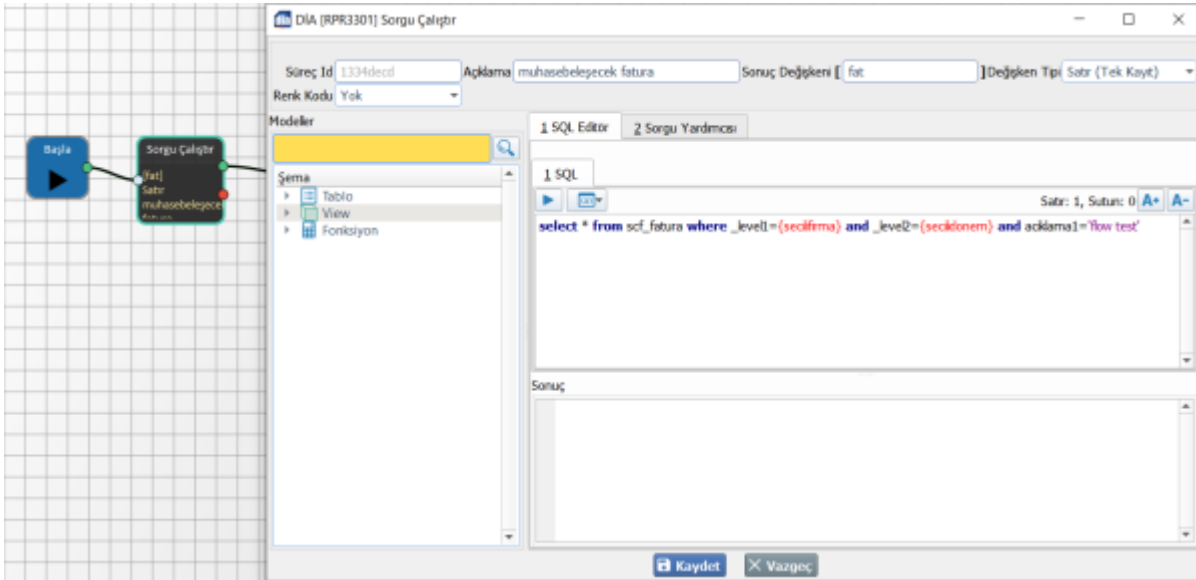 DİA [RPR3301] Sorgu Çalıştır
Süreç Id 1334decd Açıklama muhasebeleşecek fatura Sonuç Değişkeni [ fat ] Değişken Tipi Satır (Tek Kayıt)
Renk Kodu Yok
Modeller
1 SQL Editör 2 Sorgu Yardımcısı
Şema
Tablo
View
Fonksiyon
1 SQL
Satır: 1, Sutun: 0 A+ A-
select * from scf_fatura where _level1={secilifirma} and _level2={secilidonem} and aciklama1='flow test'
Sonuç
Kaydet Vazgeç
Başla
Sorgu Çalıştır
[fat]
Satır
muhasebeleşece